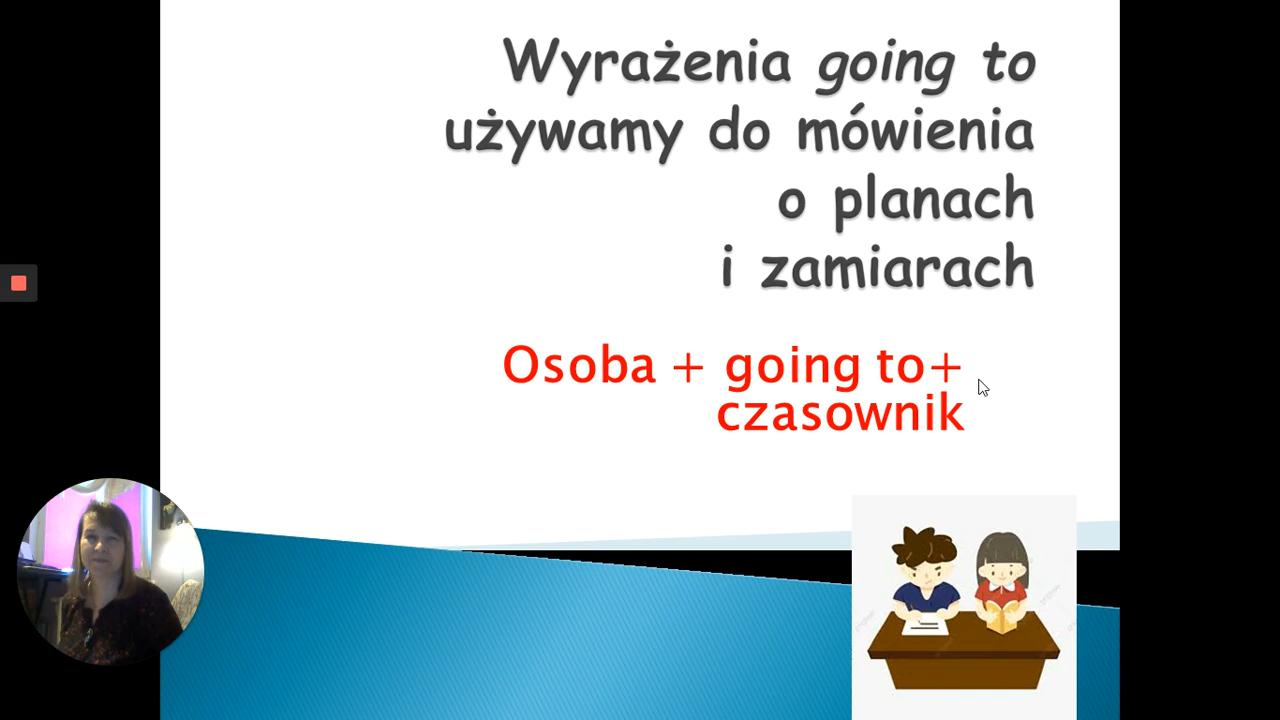 Wyrażenia going to
używamy do mówienia
o planach
i zamiarach
Osoba + going to+
czasownik